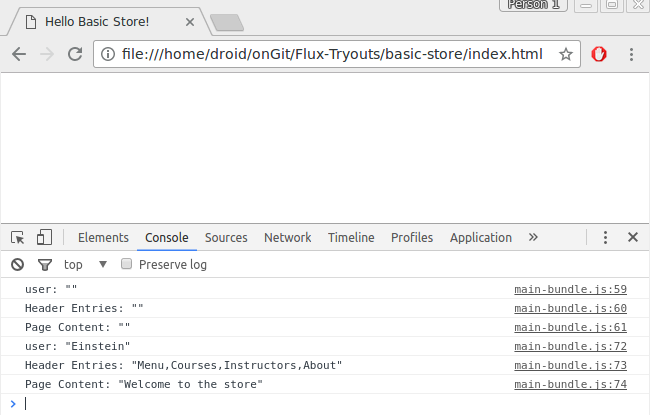 Person 1
Hello Basic Store!
file:///home/droid/onGit/Flux-Tryouts/basic-store/index.html
Elements Console Sources Network Timeline Profiles Application »
top ▼ Preserve log
user: "" main-bundle.js:59
Header Entries: "" main-bundle.js:60
Page Content: "" main-bundle.js:61
user: "Einstein" main-bundle.js:72
Header Entries: "Menu,Courses,Instructors,About" main-bundle.js:73
Page Content: "Welcome to the store" main-bundle.js:74